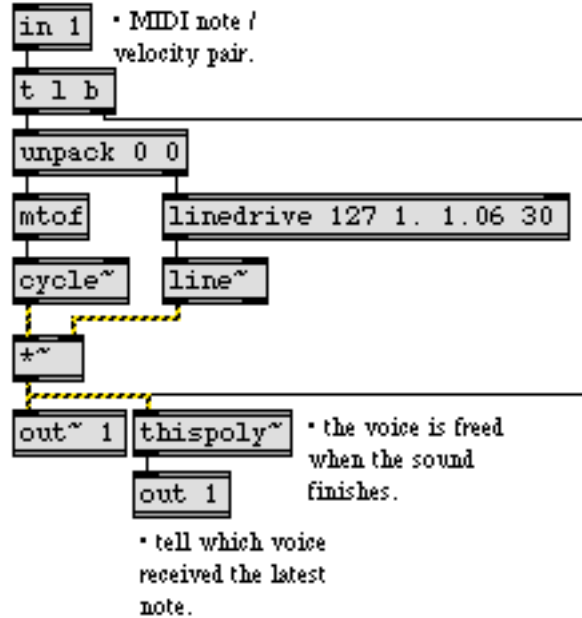 in 1
• MIDI note /
velocity pair.
t l b
unpack 0 0
mtof
linedrive 127 1. 1.06 30
cycle~
line~
*~
out~ 1
thispoly~
• the voice is freed
when the sound
finishes.
out 1
• tell which voice
received the latest
note.